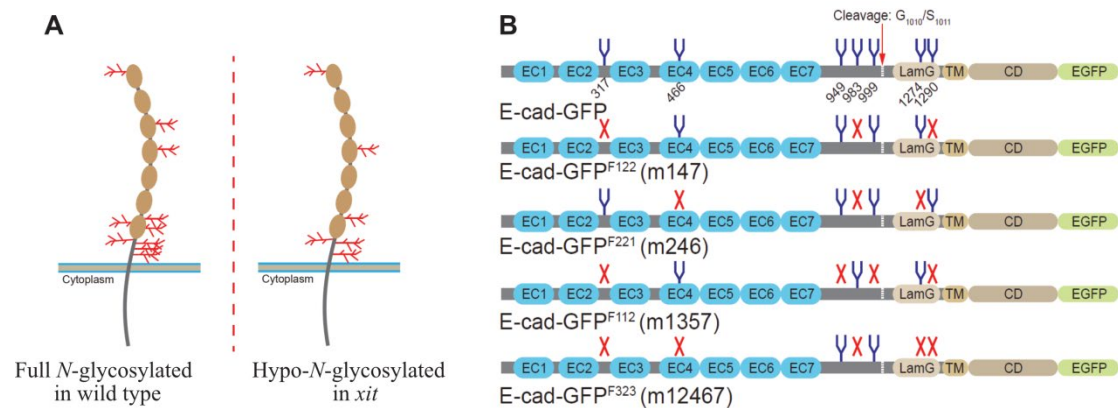 A
Cytoplasm
Cytoplasm
Full N-glycosylated
in wild type
Hypo-N-glycosylated
in xit
B
Cleavage: G1010/S1011
EC1 EC2 EC3 EC4 EC5 EC6 EC7 LamG TM CD EGFP
317 466 949 983 999 1274 1290
E-cad-GFP
EC1 EC2 EC3 EC4 EC5 EC6 EC7 LamG TM CD EGFP
E-cad-GFPF122 (m147)
EC1 EC2 EC3 EC4 EC5 EC6 EC7 LamG TM CD EGFP
E-cad-GFPF221 (m246)
EC1 EC2 EC3 EC4 EC5 EC6 EC7 LamG TM CD EGFP
E-cad-GFPF112 (m1357)
EC1 EC2 EC3 EC4 EC5 EC6 EC7 LamG TM CD EGFP
E-cad-GFPF323 (m12467)